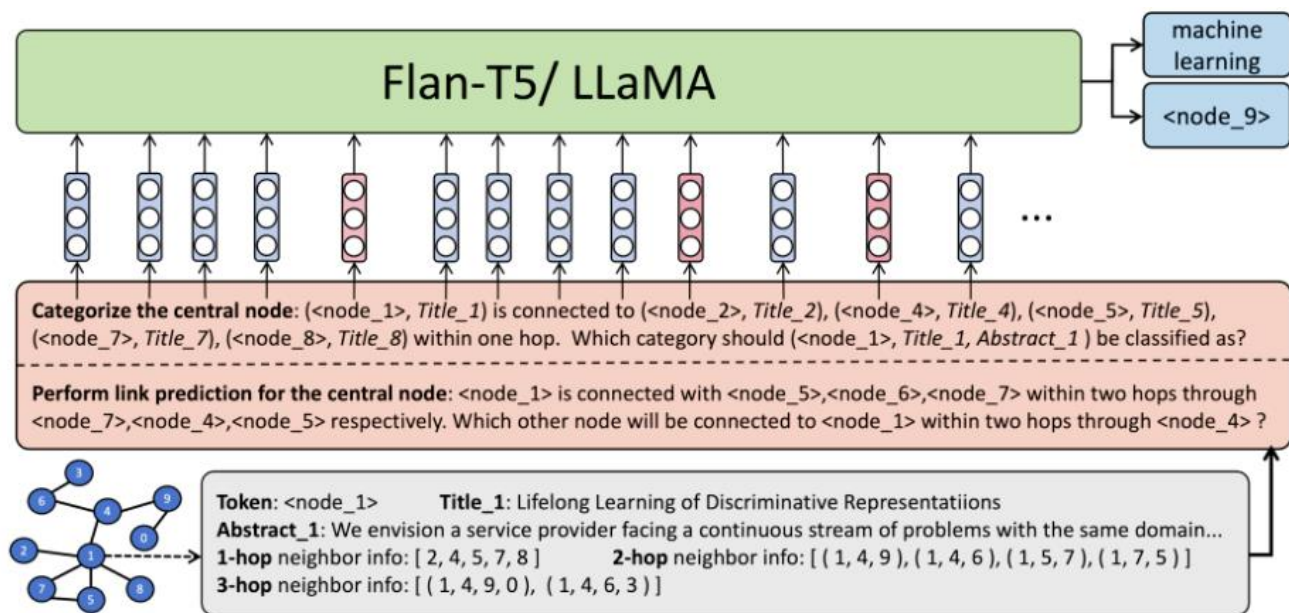 Flan-T5/ LLaMA
machine
learning
<node_9>
...
Categorize the central node: (<node_1>, Title_1) is connected to (<node_2>, Title_2), (<node_4>, Title_4), (<node_5>, Title_5),
(<node_7>, Title_7), (<node_8>, Title_8) within one hop. Which category should (<node_1>, Title_1, Abstract_1 ) be classified as?
Perform link prediction for the central node: <node_1> is connected with <node_5>,<node_6>,<node_7> within two hops through
<node_7>,<node_4>,<node_5> respectively. Which other node will be connected to <node_1> within two hops through <node_4> ?
3
6
4
9
0
2
1
7
5
8
Token: <node_1> Title_1: Lifelong Learning of Discriminative Representatiions
Abstract_1: We envision a service provider facing a continuous stream of problems with the same domain...
1-hop neighbor info: [ 2, 4, 5, 7, 8 ] 2-hop neighbor info: [ ( 1, 4, 9 ), ( 1, 4, 6 ), ( 1, 5, 7 ), ( 1, 7, 5 ) ]
3-hop neighbor info: [ ( 1, 4, 9, 0 ), ( 1, 4, 6, 3 ) ]